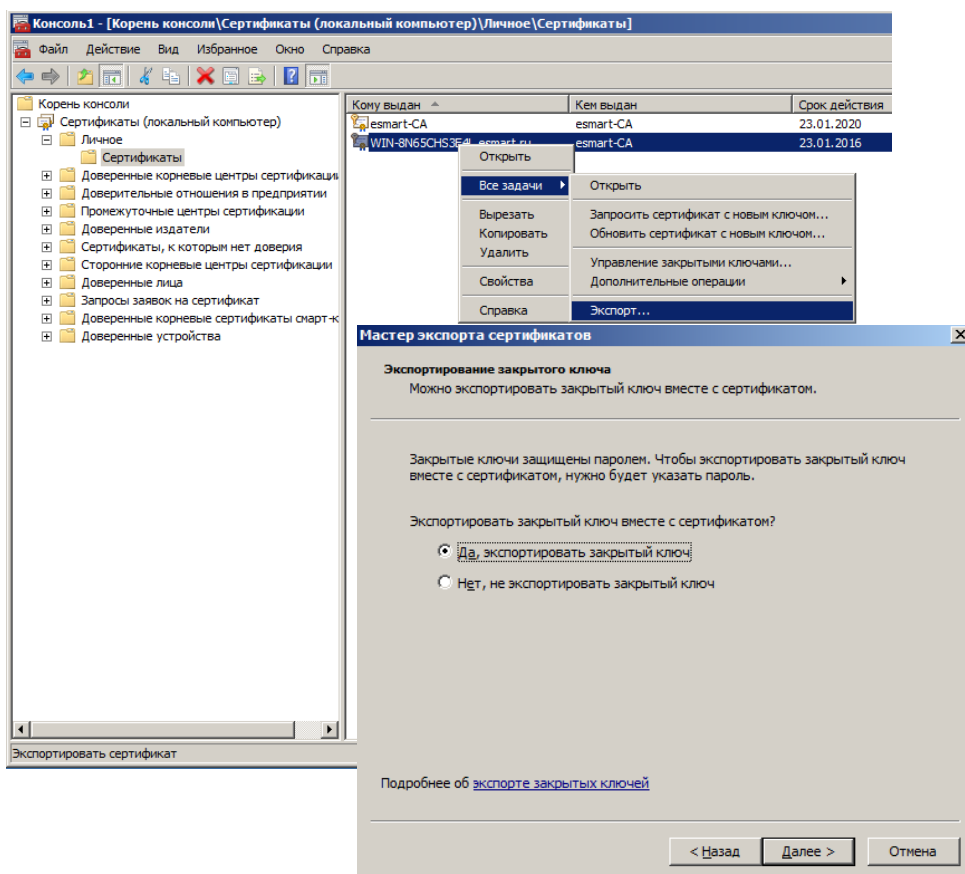 Консоль1 - [Корень консоли\Сертификаты (локальный компьютер)\Личное\Сертификаты]
Файл Действие Вид Избранное Окно Справка
Корень консоли
Сертификаты (локальный компьютер)
Личное
Сертификаты
Доверенные корневые центры сертификаци
Доверительные отношения в предприятии
Промежуточные центры сертификации
Доверенные издатели
Сертификаты, к которым нет доверия
Сторонние корневые центры сертификации
Доверенные лица
Запросы заявок на сертификат
Доверенные корневые сертификаты смарт-к
Доверенные устройства
Кому выдан Кем выдан Срок действия
esmart-CA esmart-CA 23.01.2020
WIN-8N65CHS3E4L.esmart.ru esmart-CA 23.01.2016
Открыть
Все задачи
Вырезать
Копировать
Удалить
Свойства
Справка
Открыть
Запросить сертификат с новым ключом...
Обновить сертификат с новым ключом...
Управление закрытыми ключами...
Дополнительные операции
Экспорт...
Экспортировать сертификат
Мастер экспорта сертификатов
Экспортирование закрытого ключа
Можно экспортировать закрытый ключ вместе с сертификатом.
Закрытые ключи защищены паролем. Чтобы экспортировать закрытый ключ
вместе с сертификатом, нужно будет указать пароль.
Экспортировать закрытый ключ вместе с сертификатом?
Да, экспортировать закрытый ключ
Нет, не экспортировать закрытый ключ
Подробнее об экспорте закрытых ключей
< Назад Далее > Отмена